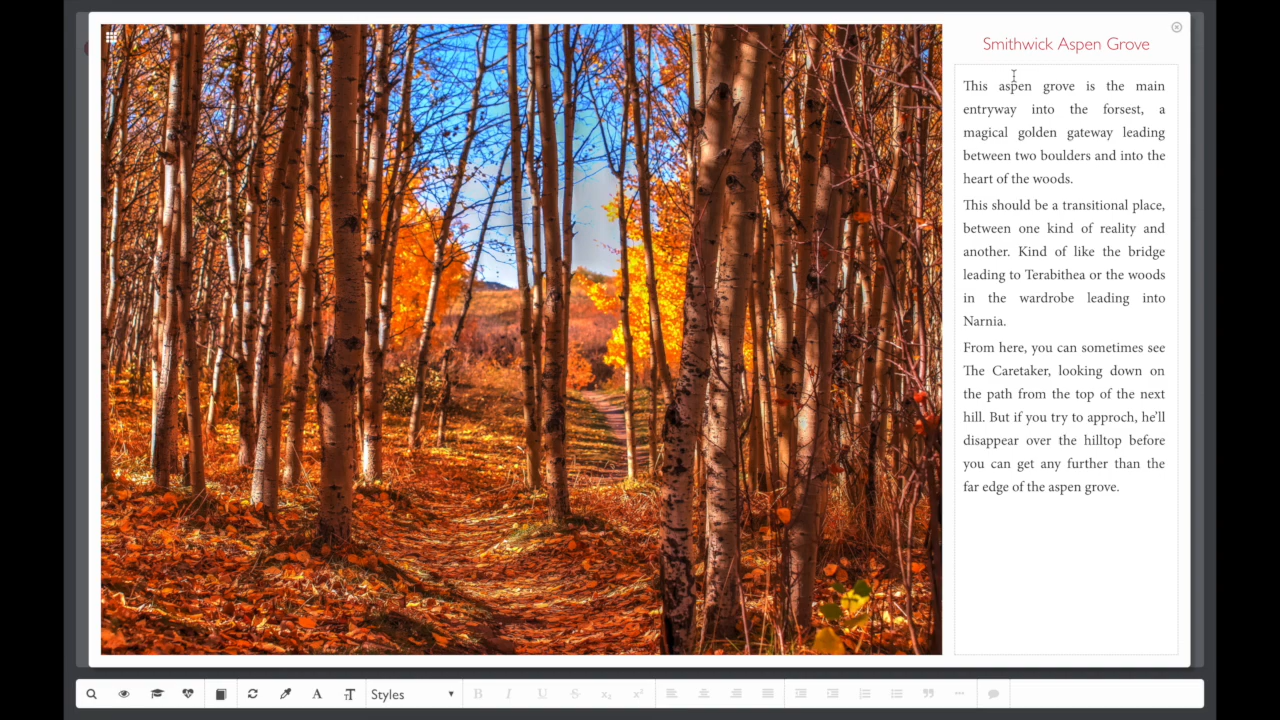 Smithwick Aspen Grove
This aspen grove is the main
entryway into the forsest, a
magical golden gateway leading
between two boulders and into the
heart of the woods.
This should be a transitional place,
between one kind of reality and
another. Kind of like the bridge
leading to Terabithea or the woods
in the wardrobe leading into
Narnia.
From here, you can sometimes see
The Caretaker, looking down on
the path from the top of the next
hill. But if you try to approch, he'll
disappear over the hilltop before
you can get any further than the
far edge of the aspen grove.
A T Styles B I U S x₂ x²